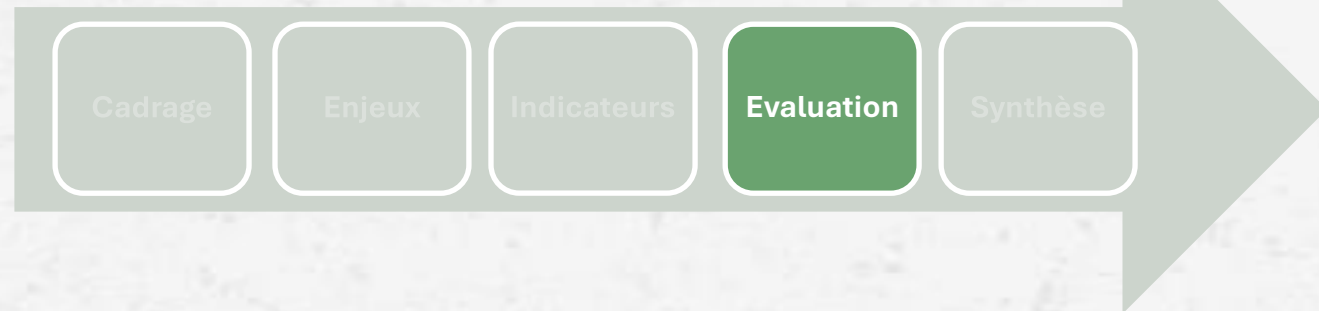 Cadrage
Enjeux
Indicateurs
Evaluation
Synthèse